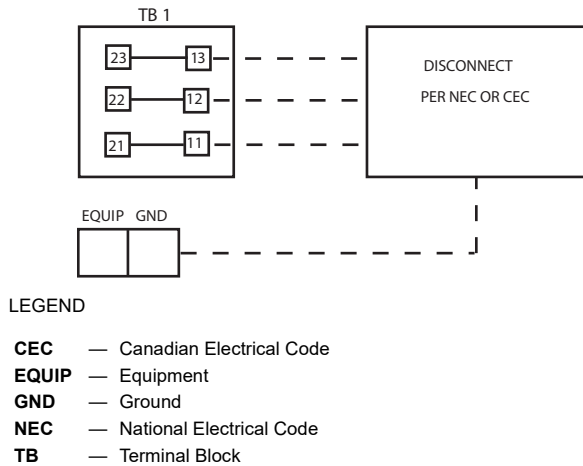 TB 1
23 13
22 12
21 11
DISCONNECT
PER NEC OR CEC
EQUIP GND
LEGEND
CEC — Canadian Electrical Code
EQUIP — Equipment
GND — Ground
NEC — National Electrical Code
TB — Terminal Block